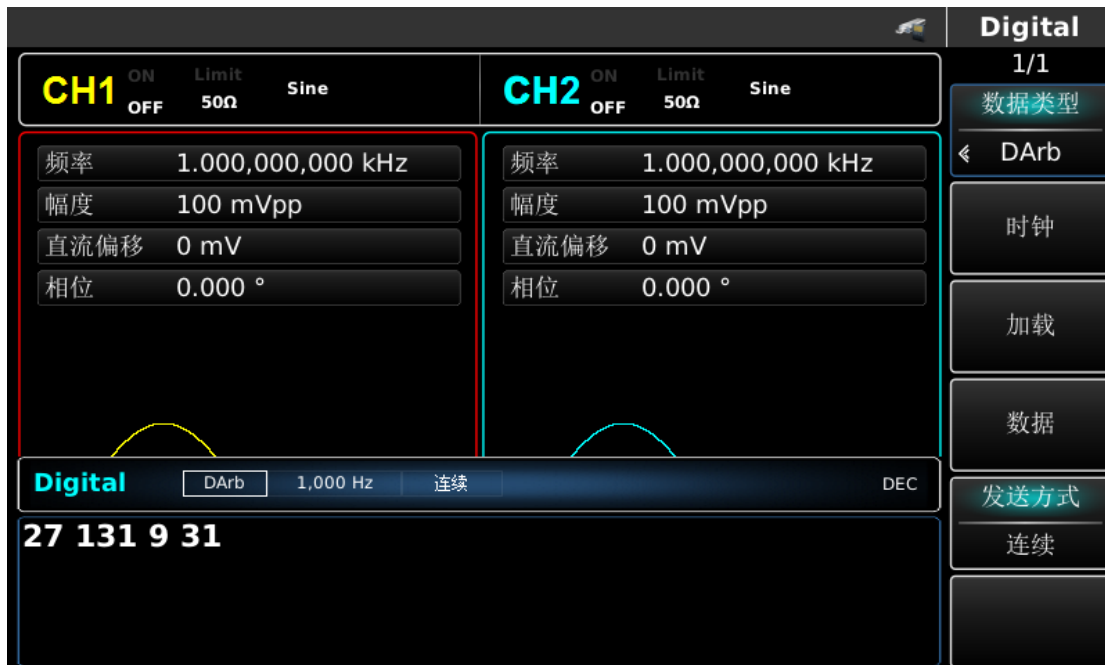 Digital
1/1
CH1 ON OFF Limit 50Ω Sine
CH2 ON OFF Limit 50Ω Sine
频率 1.000,000,000 kHz
幅度 100 mVpp
直流偏移 0 mV
相位 0.000 °
频率 1.000,000,000 kHz
幅度 100 mVpp
直流偏移 0 mV
相位 0.000 °
数据类型
DArb
时钟
加载
数据
发送方式
连续
Digital DArb 1,000 Hz 连续 DEC
27 131 9 31